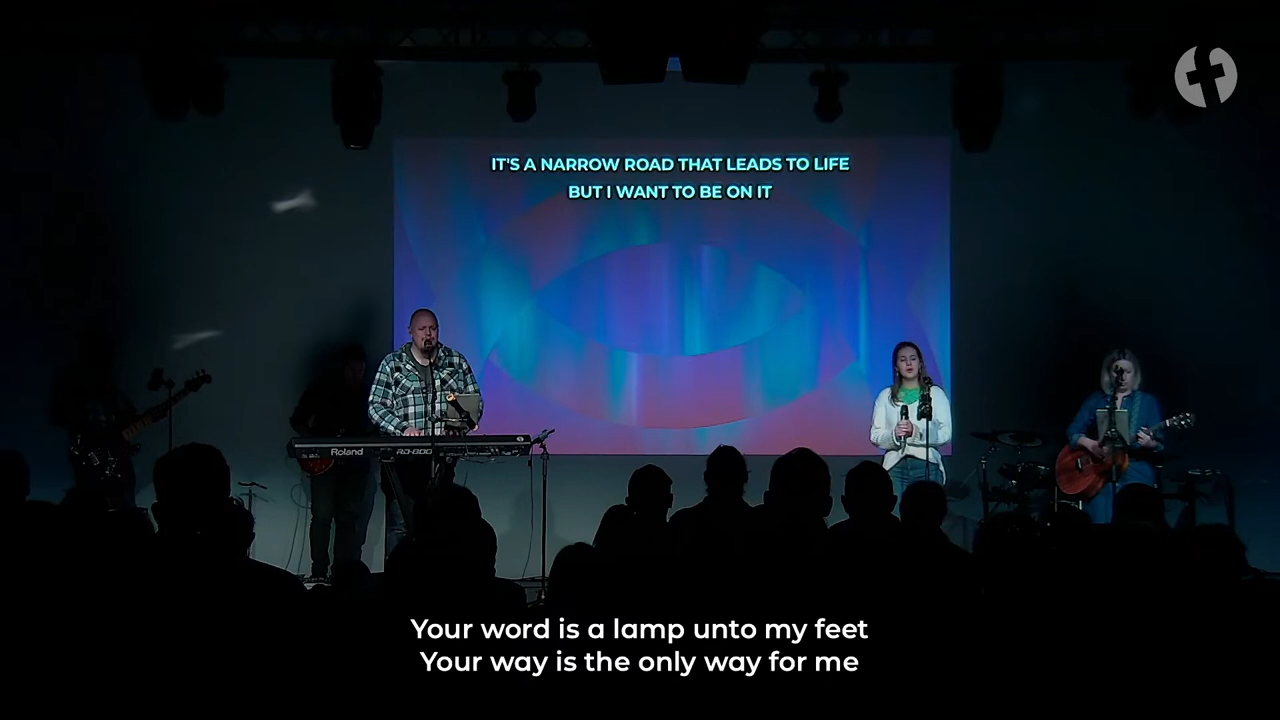 IT'S A NARROW ROAD THAT LEADS TO LIFE
BUT I WANT TO BE ON IT
Roland
RD-800
Your word is a lamp unto my feet
Your way is the only way for me